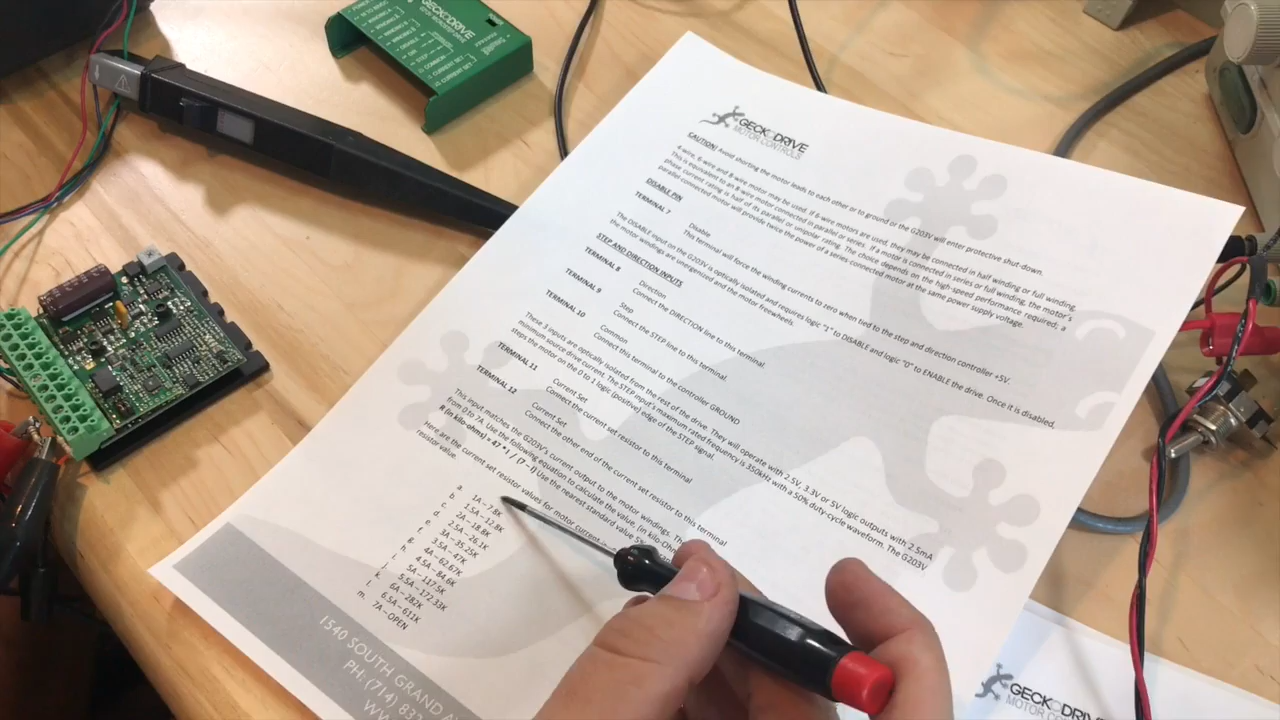 GECKODRIVE
MOTOR CONTROLS
CAUTION! Avoid shorting the motor leads to each other or to ground or the G203V will enter protective shut-down.
4-wire, 6-wire and 8-wire motor may be used. If 6-wire motors are used, they may be connected in half winding or full winding.
This is equivalent to an 8-wire motor connected in parallel or series. If a motor is connected in series or full winding, the motor's
phase current rating is half of its parallel or unipolar rating. The choice depends on the high-speed performance required; a
parallel-connected motor will provide twice the power of a series connected motor at the same power supply voltage.
DISABLE PIN
TERMINAL 7 Disable
This terminal will force the winding currents to zero when tied to the step and direction controller +5V.
The DISABLE input on the G203V is optically isolated and requires logic "1" to DISABLE and logic "0" to ENABLE the drive. Once it is disabled,
the motor windings are unenergized and the motor freewheels.
STEP AND DIRECTION INPUTS
TERMINAL 8 Direction
Connect the DIRECTION line to this terminal.
TERMINAL 9 Step
Connect the STEP line to this terminal.
TERMINAL 10 Common
Connect this terminal to the controller GROUND
These 3 inputs are optically isolated from the rest of the drive. They will operate with 2.5V, 3.3V or 5V logic outputs with 2.5mA
minimum source drive current. The STEP input's maximum rated frequency is 350kHz with a 50% duty-cycle waveform. The G203V
steps the motor on the 0 to 1 logic (positive) edge of the STEP signal.
TERMINAL 11 Current Set
Connect the current set resistor to this terminal
TERMINAL 12 Current Set
Connect the other end of the current set resistor to this terminal
This input matches the G203V's current output to the motor windings.
from 0 to 7A. Use the following equation to calculate the value, (in kilo-Ohms
R (in kilo-ohms) = 47 * I / (7 – I) Use the nearest standard value 5%
Here are the current set resistor values for motor current
resistor value.
a. 1A – 7.8K
b. 1.5A – 12.8K
c. 2A – 18.8K
2.5A – 26.1K
e. 3A – 35.25K
f. 3.5A – 47K
g. 4A – 62.67K
h. 4.5A – 84.6K
5A – 117.5K
5.5A – 172.33K
k. 6A – 282K
6.5A – 611K
m. 7A – OPEN
1540 SOUTH GRAND AV
PH: (714) 832
GECKODRIVE
STEP
COMMON
CURRENT SET
CURRENT SET
GECKODRIVE
MOTOR CONTROLS